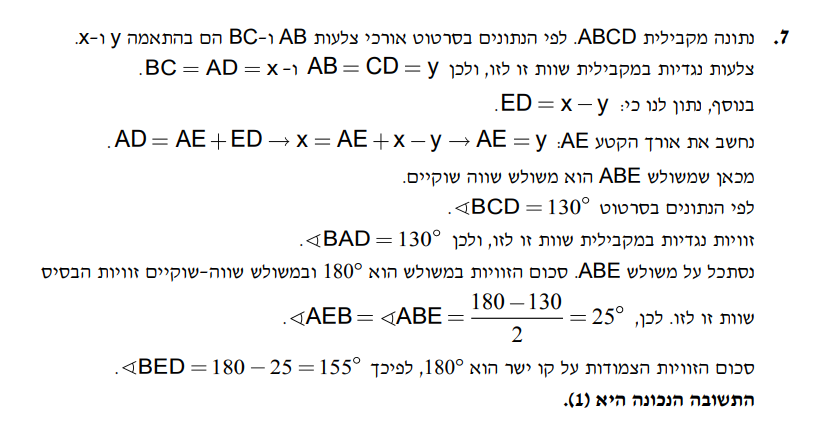 7. נתונה מקבילית ABCD. לפי הנתונים בסרטוט אורכי צלעות AB ו-BC הם בהתאמה y ו-x.
צלעות נגדיות במקבילית שוות זו לזו, ולכן AB = CD = y ו- BC = AD = x.
בנוסף, נתון לנו כי: ED = x − y.
נחשב את אורך הקטע AE: AD = AE + ED → x = AE + x − y → AE = y.
מכאן שמשולש ABE הוא משולש שווה שוקיים.
לפי הנתונים בסרטוט ∢BCD = 130°.
זוויות נגדיות במקבילית שוות זו לזו, ולכן ∢BAD = 130°.
נסתכל על משולש ABE. סכום הזוויות במשולש הוא 180° ובמשולש שווה-שוקיים זוויות הבסיס
שוות זו לזו. לכן, ∢AEB = ∢ABE = \frac{180 − 130}{2} = 25°.
סכום הזוויות הצמודות על קו ישר הוא 180°, לפיכך ∢BED = 180 − 25 = 155°.
התשובה הנכונה היא (1).